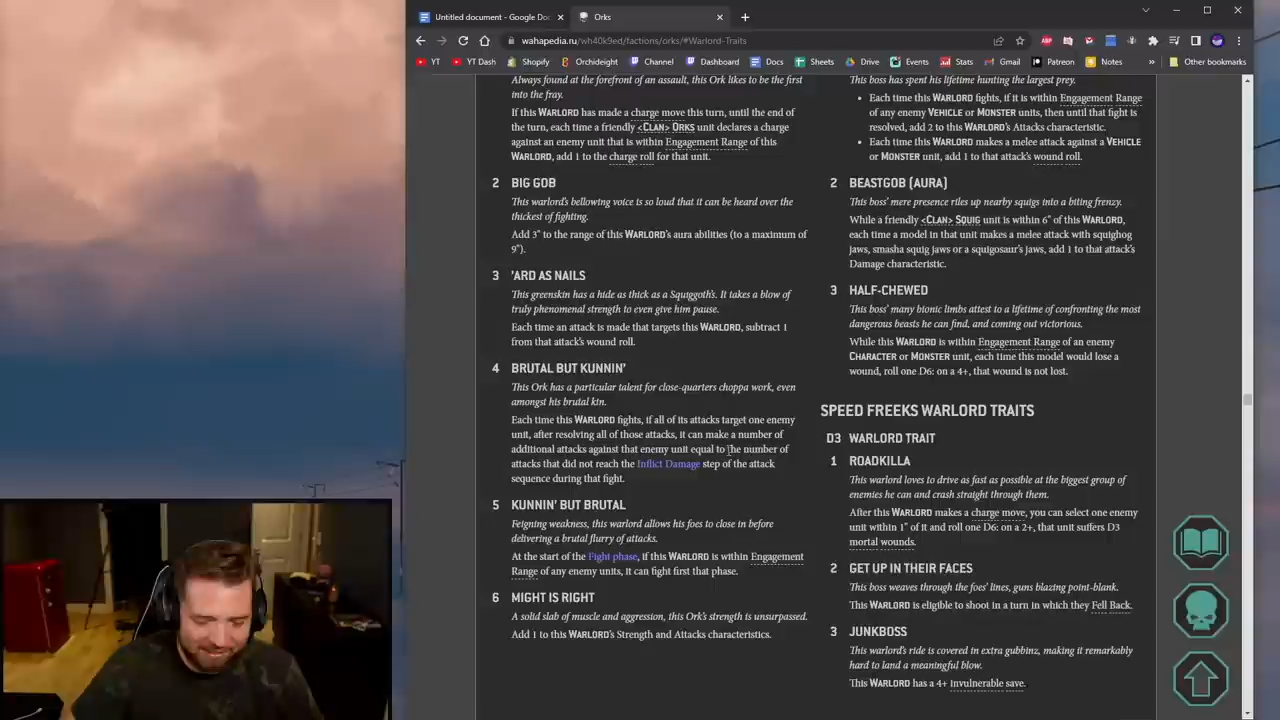 Untitled document - Google Doc
Orks
wahapedia.ru/wh40k9ed/factions/orks/#Warlord-Traits
YT
YT Dash
Spotify
Orchideight
Channel
Dashboard
Docs
Sheets
Drive
Events
Stats
Patreon
Notes
Other bookmarks
Always found at the forefront of an assault, this Ork likes to be the first
into the fray.
If this WARLORD has made a charge move this turn, until the end of
the turn, each time a friendly <CLAN> ORKS unit declares a charge
against an enemy unit that is within Engagement Range of this
WARLORD, add 1 to the charge roll for that unit.
2 BIG GOB
This warlord's bellowing voice is so loud that it can be heard over the
thickest of fighting.
Add 3" to the range of this WARLORD's aura abilities (to a maximum of
9").
3 'ARD AS NAILS
This greenskin has a hide as thick as a Squiggoth's. It takes a blow of
truly phenomenal strength to even give him pause.
Each time an attack is made that targets this WARLORD, subtract 1
from that attack's wound roll.
4 BRUTAL BUT KUNNIN'
This Ork has a particular talent for close-quarters choppa work, even
amongst his brutal kin.
Each time this WARLORD fights, if all of its attacks target one enemy
unit, after resolving all of those attacks, it can make a number of
additional attacks against that enemy unit equal to the number of
attacks that did not reach the Inflict Damage step of the attack
sequence during that fight.
5 KUNNIN' BUT BRUTAL
Feigning weakness, this warlord allows his foes to close in before
delivering a brutal flurry of attacks.
At the start of the Fight phase, if this WARLORD is within Engagement
Range of any enemy units, it can fight first that phase.
6 MIGHT IS RIGHT
A solid slab of muscle and aggression, this Ork's strength is unsurpassed.
Add 1 to this WARLORD's Strength and Attacks characteristics.
This boss has spent his lifetime hunting the largest prey.
• Each time this WARLORD fights, if it is within Engagement Range
of any enemy VEHICLE or MONSTER units, then until that fight is
resolved, add 2 to this WARLORD's Attacks characteristic.
• Each time this WARLORD makes a melee attack against a VEHICLE
or MONSTER unit, add 1 to that attack's wound roll.
2 BEASTGOB (AURA)
This boss' mere presence riles up nearby squigs into a biting frenzy.
While a friendly <CLAN> SQUIG unit is within 6" of this WARLORD,
each time a model in that unit makes a melee attack with squighog
jaws, smasha squig jaws or a squigosaur's jaws, add 1 to that attack's
Damage characteristic.
3 HALF-CHEWED
This boss' many bionic limbs attest to a lifetime of confronting the most
dangerous beasts he can find, and coming out victorious.
While this WARLORD is within Engagement Range of an enemy
CHARACTER or MONSTER unit, each time this model would lose a
wound, roll one D6: on a 4+, that wound is not lost.
SPEED FREEKS WARLORD TRAITS
D3 WARLORD TRAIT
1 ROADKILLA
This warlord loves to drive as fast as possible at the biggest group of
enemies he can and crash straight through them.
After this WARLORD makes a charge move, you can select one enemy
unit within 1" of it and roll one D6: on a 2+, that unit suffers D3
mortal wounds.
2 GET UP IN THEIR FACES
This boss weaves through the foes' lines, guns blazing point-blank.
This WARLORD is eligible to shoot in a turn in which they Fell Back.
3 JUNKBOSS
This warlord's ride is covered in extra gubbinz, making it remarkably
hard to land a meaningful blow.
This WARLORD has a 4+ invulnerable save.